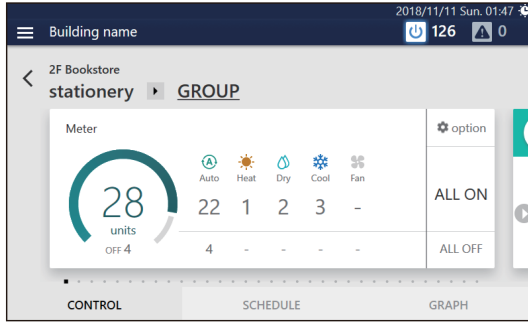 2018/11/11 Sun. 01:47
Building name
126
0
2F Bookstore
stationery
GROUP
Meter
option
Auto Heat Dry Cool Fan
28 22 1 2 3 -
units
OFF 4
4 - - - -
ALL ON
ALL OFF
CONTROL SCHEDULE GRAPH